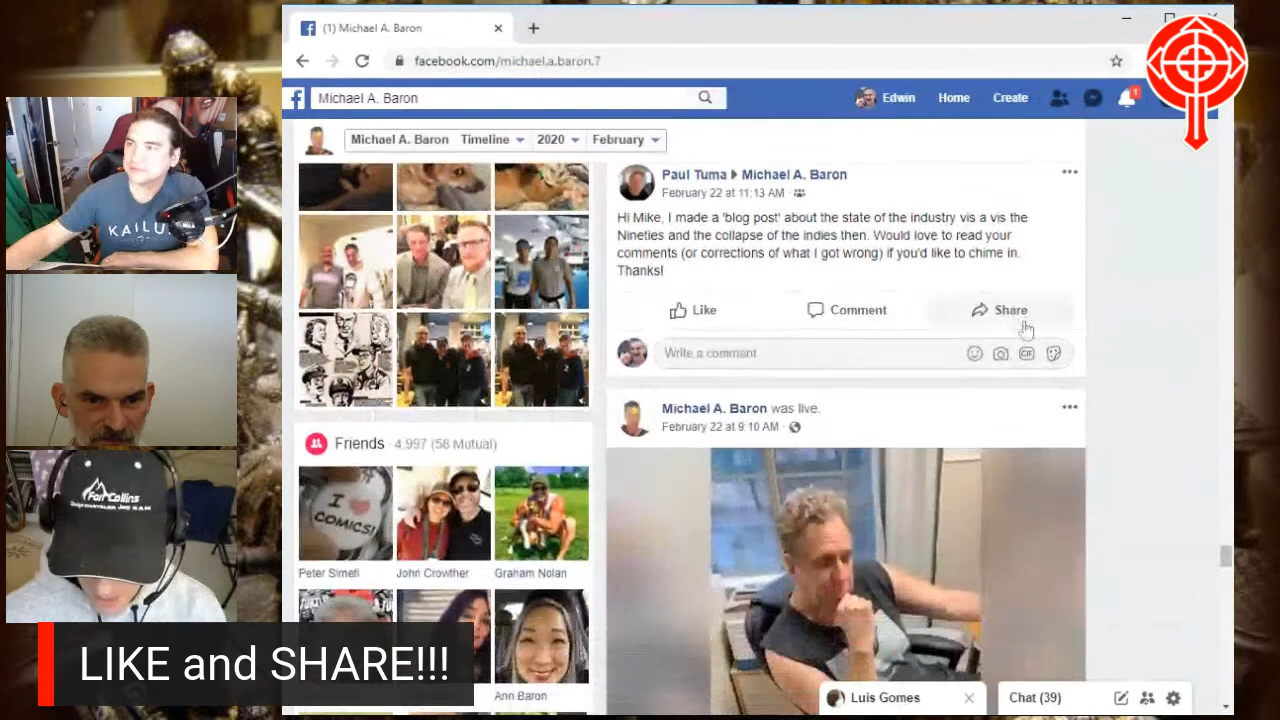 (1) Michael A. Baron
facebook.com/michael.a.baron.7
Michael A. Baron
Edwin
Home
Create
1
Michael A. Baron
Timeline
2020
February
Paul Tuma
Michael A. Baron
February 22 at 11:13 AM
Hi Mike, I made a 'blog post' about the state of the industry vis a vis the
Nineties and the collapse of the indies then. Would love to read your
comments (or corrections of what I got wrong) if you'd like to chime in.
Thanks!
Like
Comment
Share
Write a comment
GIF
Michael A. Baron was live.
February 22 at 9:10 AM
Friends · 4,997 (58 Mutual)
I
COMICS!
Peter Simeti
John Crowther
Graham Nolan
Ann Baron
Luis Gomes
Chat (39)
KAILU
Fort Collins
LIKE and SHARE!!!